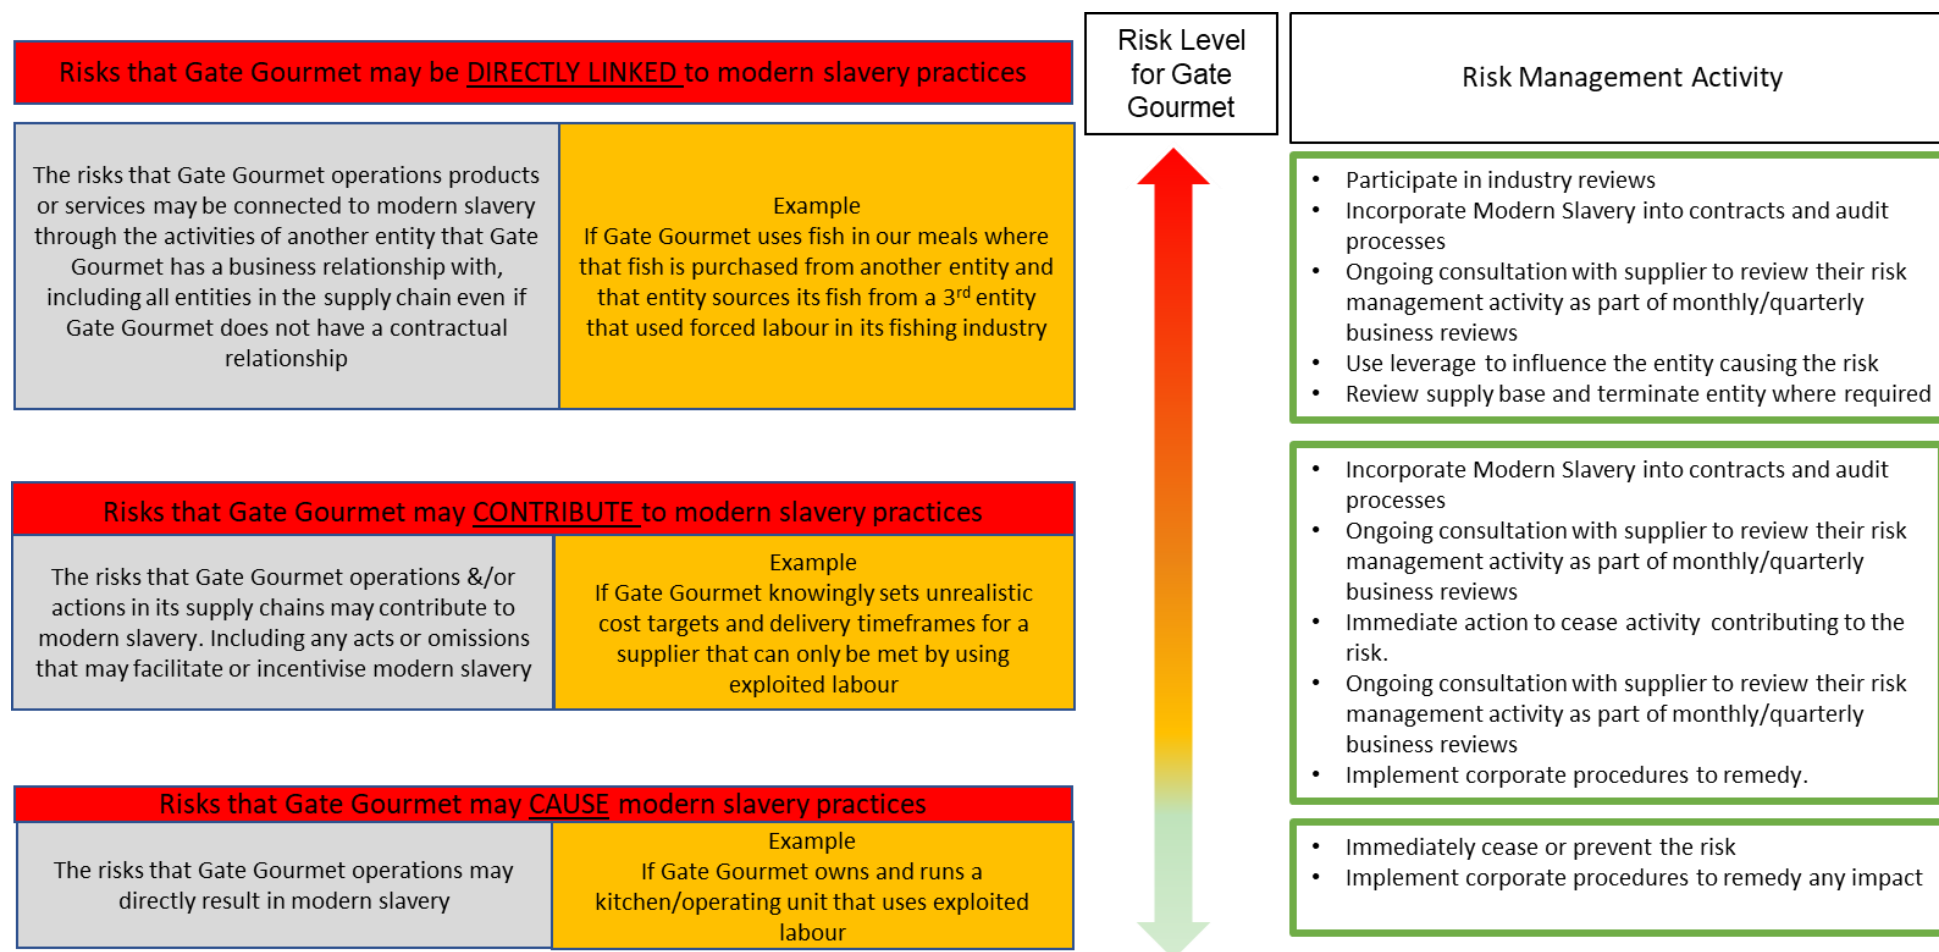 Risks that Gate Gourmet may be DIRECTLY LINKED to modern slavery practices
Risk Level
for Gate
Gourmet
Risk Management Activity
The risks that Gate Gourmet operations products
or services may be connected to modern slavery
through the activities of another entity that Gate
Gourmet has a business relationship with,
including all entities in the supply chain even if
Gate Gourmet does not have a contractual
relationship
Example
If Gate Gourmet uses fish in our meals where
that fish is purchased from another entity and
that entity sources its fish from a 3rd entity
that used forced labour in its fishing industry
• Participate in industry reviews
• Incorporate Modern Slavery into contracts and audit
processes
• Ongoing consultation with supplier to review their risk
management activity as part of monthly/quarterly
business reviews
• Use leverage to influence the entity causing the risk
• Review supply base and terminate entity where required
Risks that Gate Gourmet may CONTRIBUTE to modern slavery practices
The risks that Gate Gourmet operations &/or
actions in its supply chains may contribute to
modern slavery. Including any acts or omissions
that may facilitate or incentivise modern slavery
Example
If Gate Gourmet knowingly sets unrealistic
cost targets and delivery timeframes for a
supplier that can only be met by using
exploited labour
• Incorporate Modern Slavery into contracts and audit
processes
• Ongoing consultation with supplier to review their risk
management activity as part of monthly/quarterly
business reviews
• Immediate action to cease activity contributing to the
risk.
• Ongoing consultation with supplier to review their risk
management activity as part of monthly/quarterly
business reviews
• Implement corporate procedures to remedy.
Risks that Gate Gourmet may CAUSE modern slavery practices
The risks that Gate Gourmet operations may
directly result in modern slavery
Example
If Gate Gourmet owns and runs a
kitchen/operating unit that uses exploited
labour
• Immediately cease or prevent the risk
• Implement corporate procedures to remedy any impact